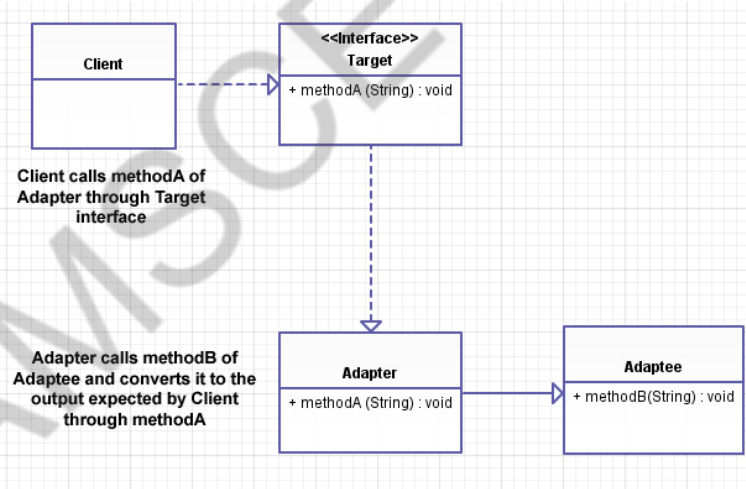 Client
<<Interface>>
Target
+ methodA (String) : void
Client calls methodA of
Adapter through Target
interface
Adapter calls methodB of
Adaptee and converts it to the
output expected by Client
through methodA
Adapter
+ methodA (String) : void
Adaptee
+ methodB(String) : void
AMSCE